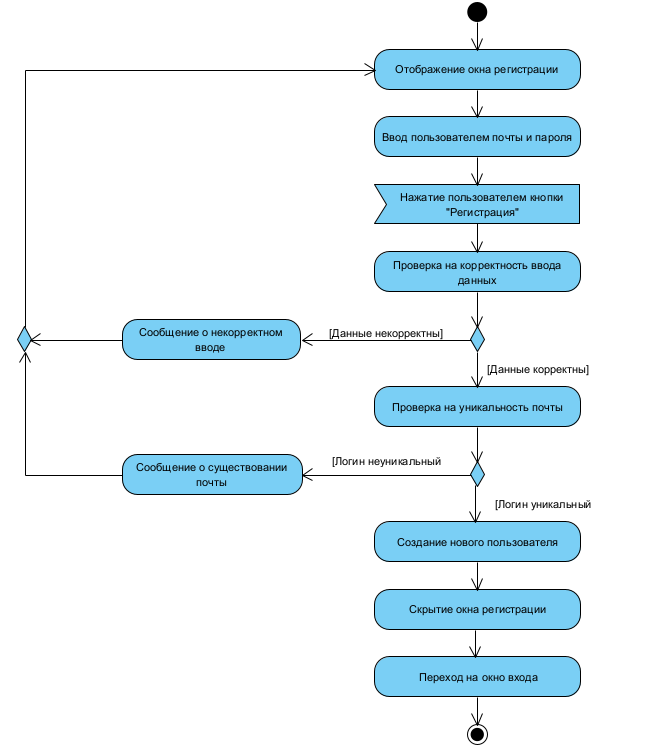 Отображение окна регистрации
Ввод пользователем почты и пароля
Нажатие пользователем кнопки
"Регистрация"
Проверка на корректность ввода
данных
Сообщение о некорректном
вводе
[Данные некорректны]
[Данные корректны]
Проверка на уникальность почты
Сообщение о существовании
почты
[Логин неуникальный
[Логин уникальный
Создание нового пользователя
Скрытие окна регистрации
Переход на окно входа